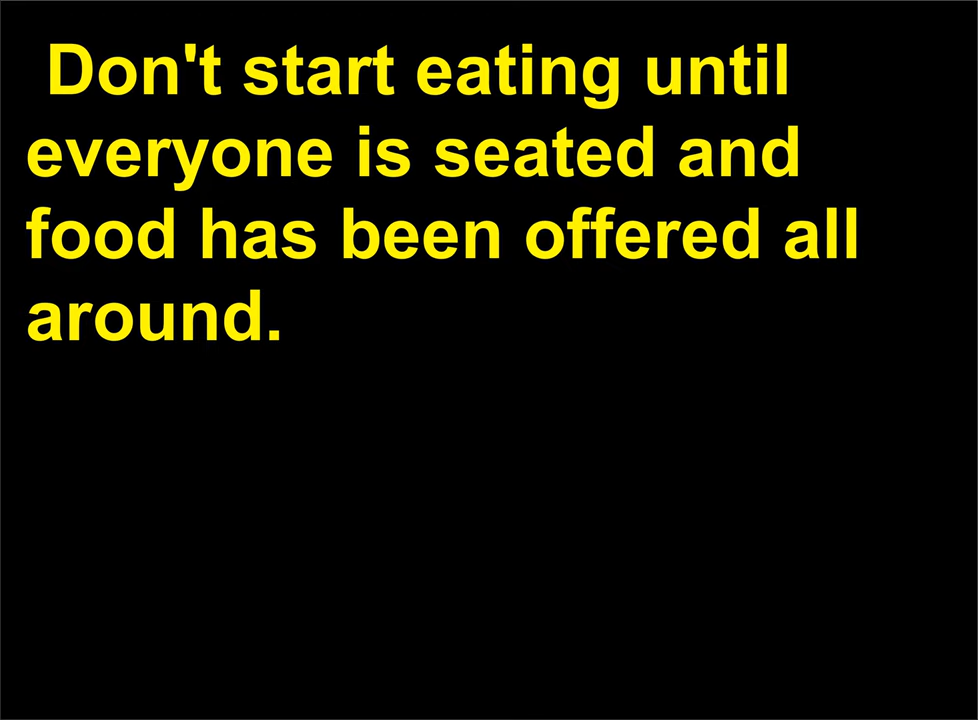 Don't start eating until
everyone is seated and
food has been offered all
around.